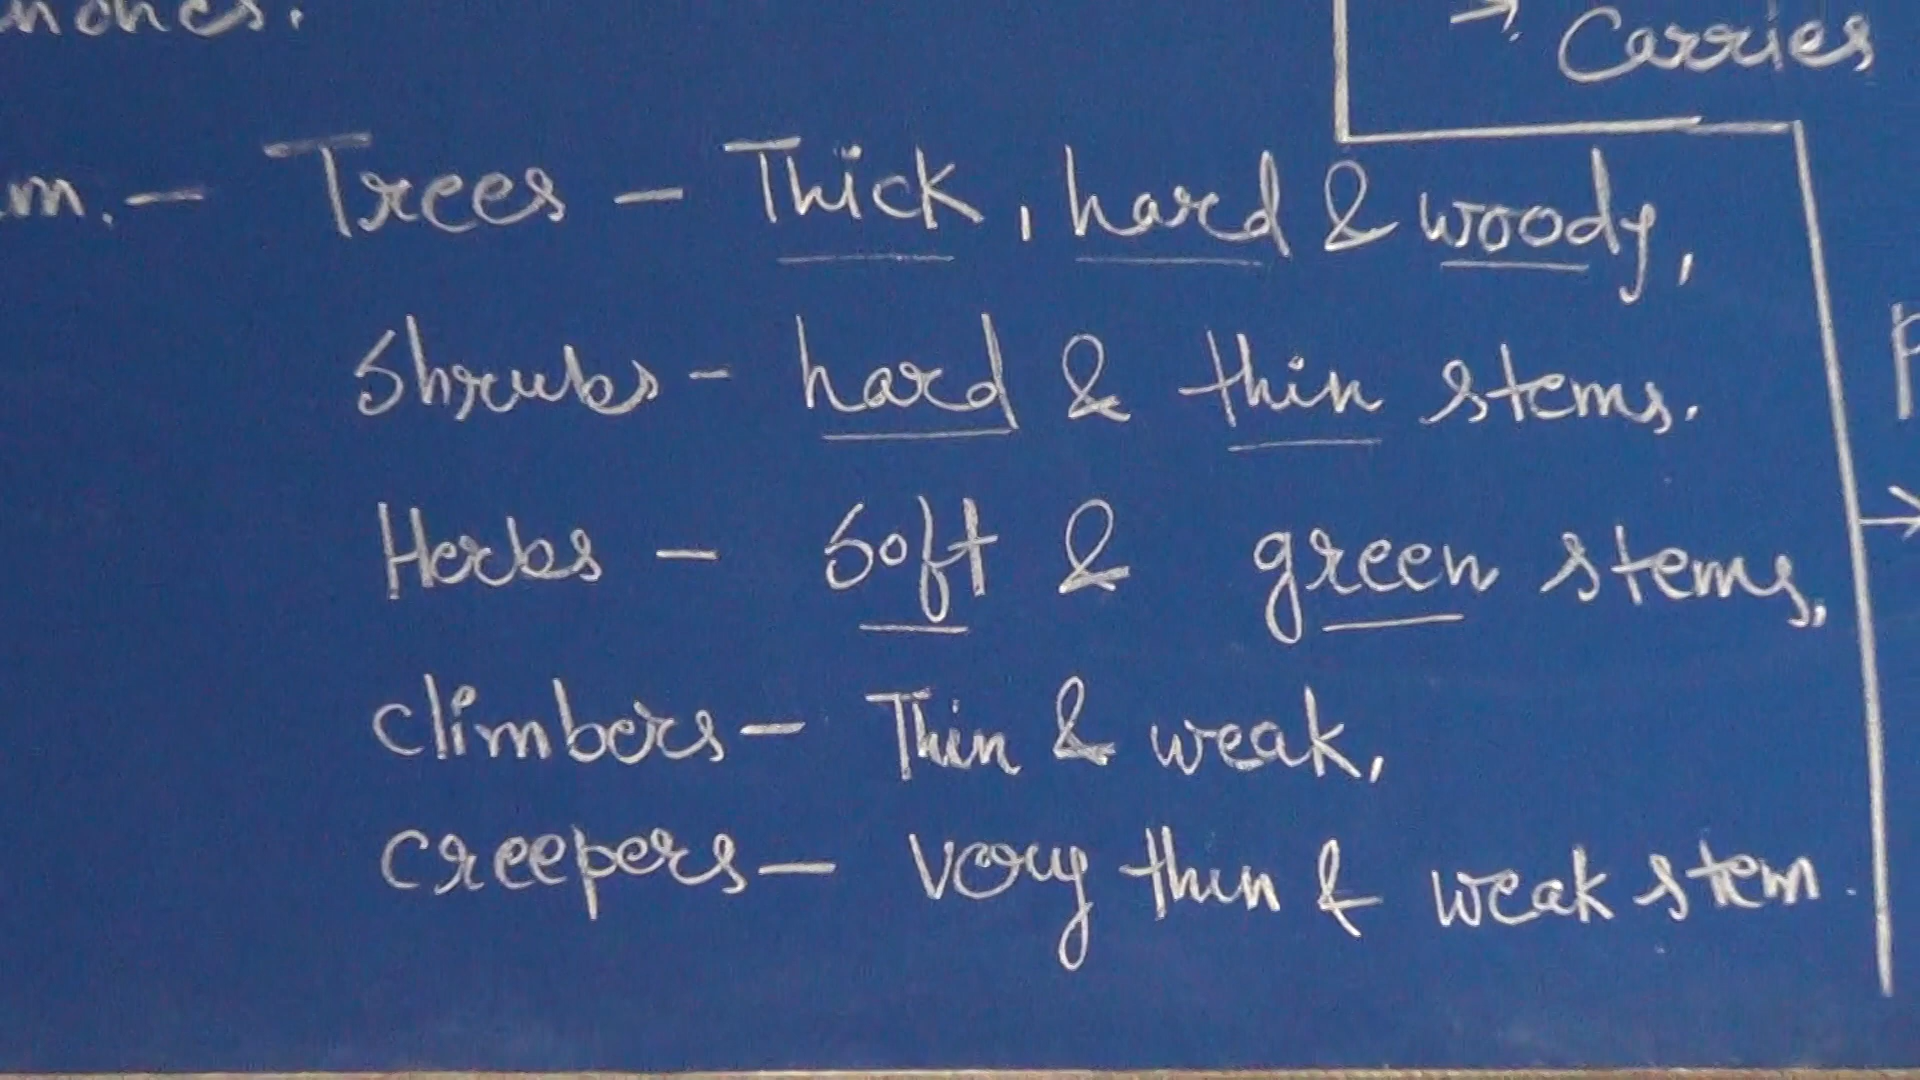 Carries
m. - Trees - Thick, hard & woody,
Shrubs - hard & thin stems.
Herbs - soft & green stems,
climbers - Thin & weak,
creepers - very thin & weak stem.